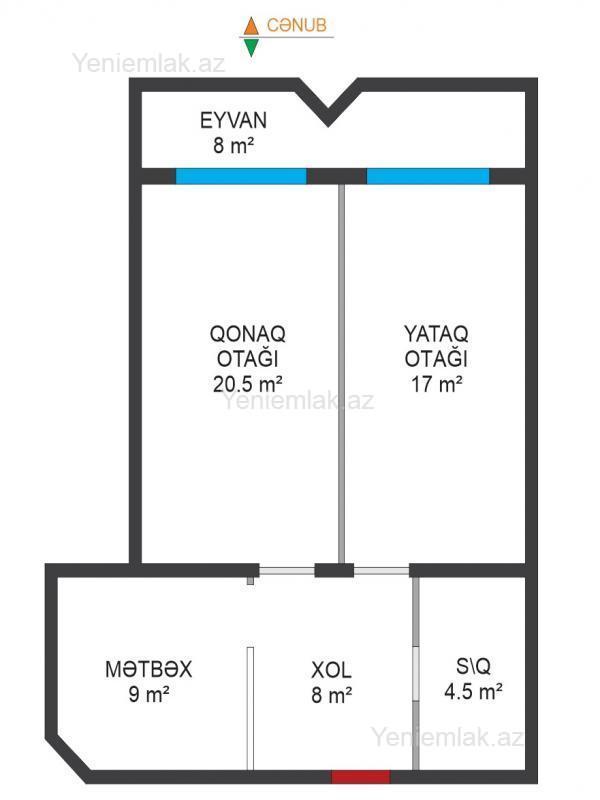 CƏNUB
Yeniemlak.az
EYVAN
8 m²
QONAQ
OTAĞI
20.5 m²
YATAQ
OTAĞI
17 m²
Yeniemlak.az
MƏTBƏX
9 m²
XOL
8 m²
S\Q
4.5 m²
Yeniemlak.az